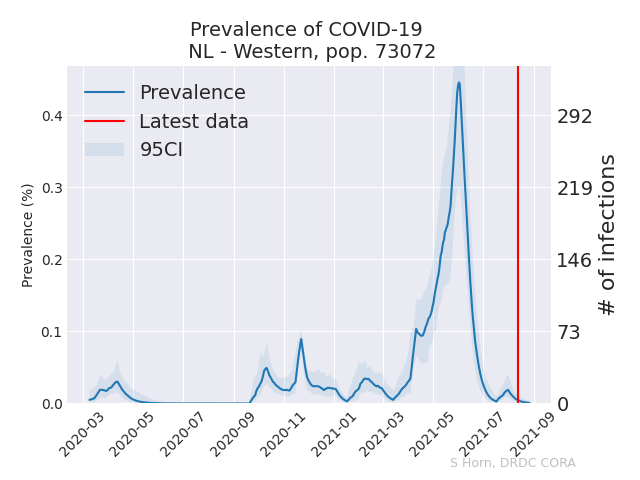 Prevalence of COVID-19
NL - Western, pop. 73072
Prevalence
Latest data
95CI
Prevalence (%)
0.4
0.3
0.2
0.1
0.0
292
219
146
73
0
# of infections
2020-03
2020-05
2020-07
2020-09
2020-11
2021-01
2021-03
2021-05
2021-07
2021-09
S Horn, DRDC CORA